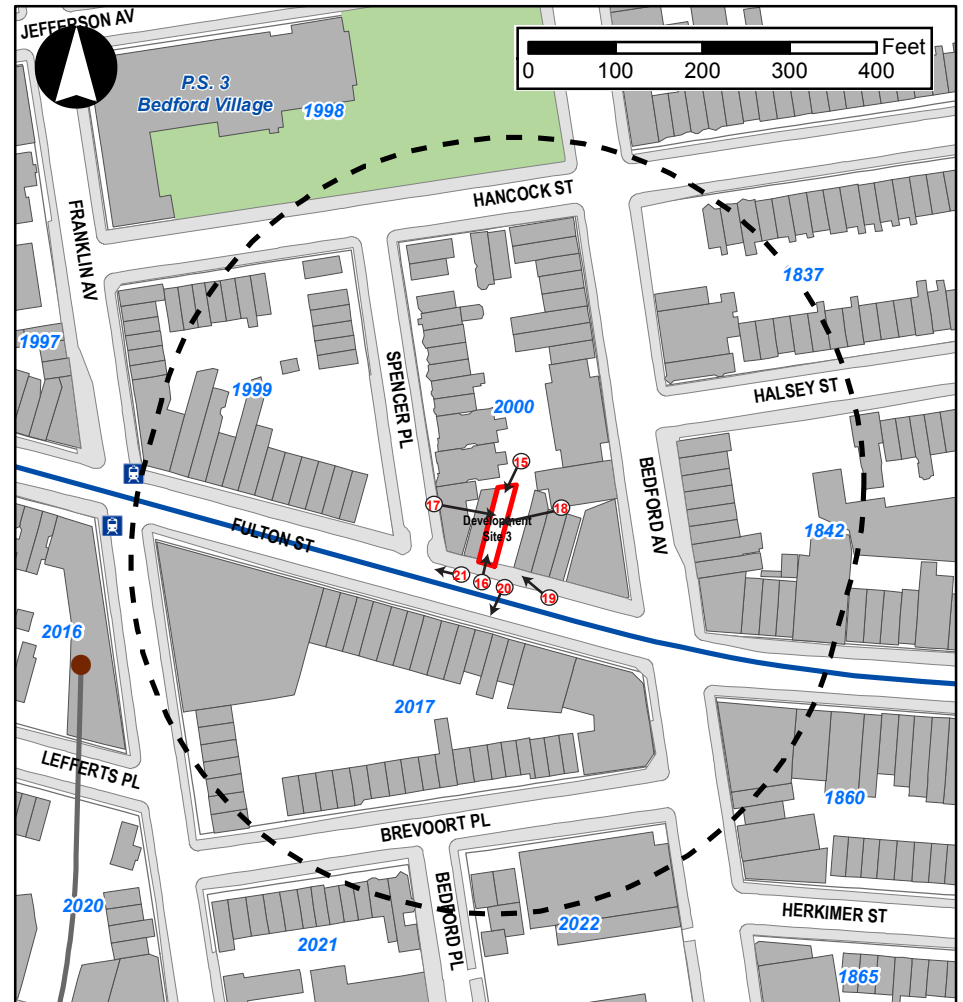 JEFFERSON AV
Feet
0 100 200 300 400
P.S. 3
Bedford Village
1998
HANCOCK ST
FRANKLIN AV
1837
1997
1999
SPENCER PL
2000
HALSEY ST
BEDFORD AV
15
17
18
Development
Site 3
FULTON ST
1842
21
16
20
19
2016
2017
LEFFERTS PL
1860
BREVOORT PL
BEDFORD PL
2020
2021
2022
HERKIMER ST
1865